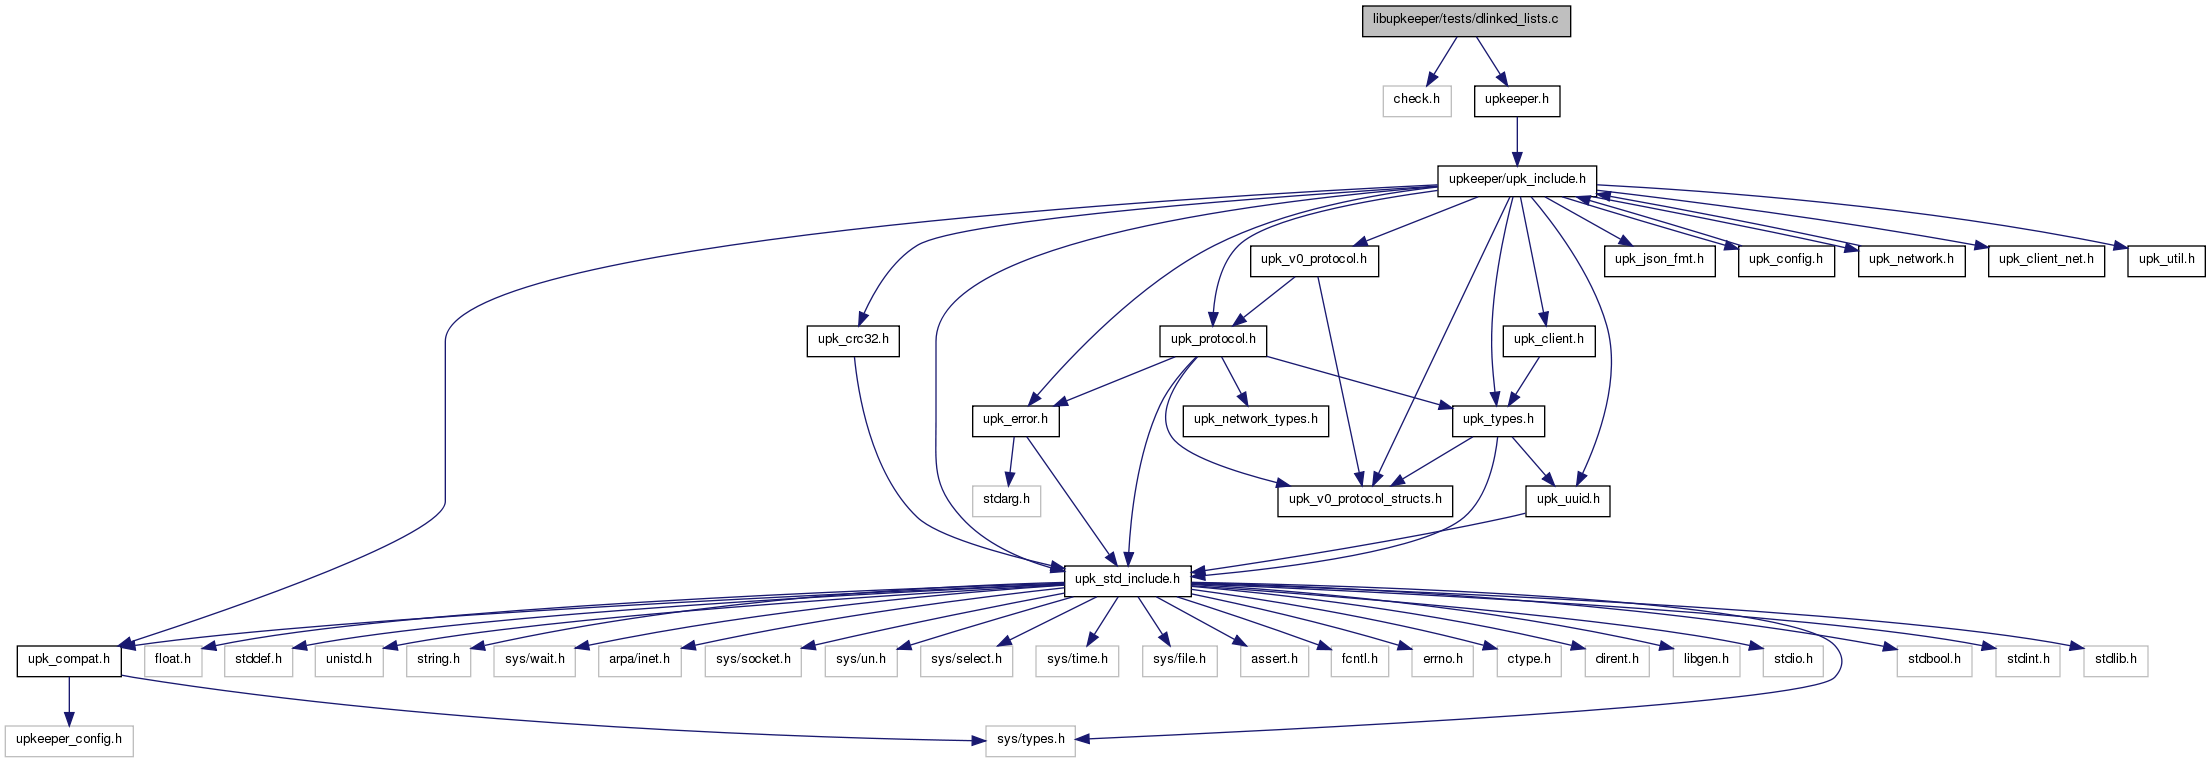 libupkeeper/tests/dlinked_lists.c
check.h
upkeeper.h
upkeeper/upk_include.h
upk_v0_protocol.h
upk_json_fmt.h
upk_config.h
upk_network.h
upk_client_net.h
upk_util.h
upk_crc32.h
upk_protocol.h
upk_client.h
upk_error.h
upk_network_types.h
upk_types.h
stdarg.h
upk_v0_protocol_structs.h
upk_uuid.h
upk_std_include.h
upk_compat.h
float.h
stddef.h
unistd.h
string.h
sys/wait.h
arpa/inet.h
sys/socket.h
sys/un.h
sys/select.h
sys/time.h
sys/file.h
assert.h
fcntl.h
errno.h
ctype.h
dirent.h
libgen.h
stdio.h
stdbool.h
stdint.h
stdlib.h
upkeeper_config.h
sys/types.h